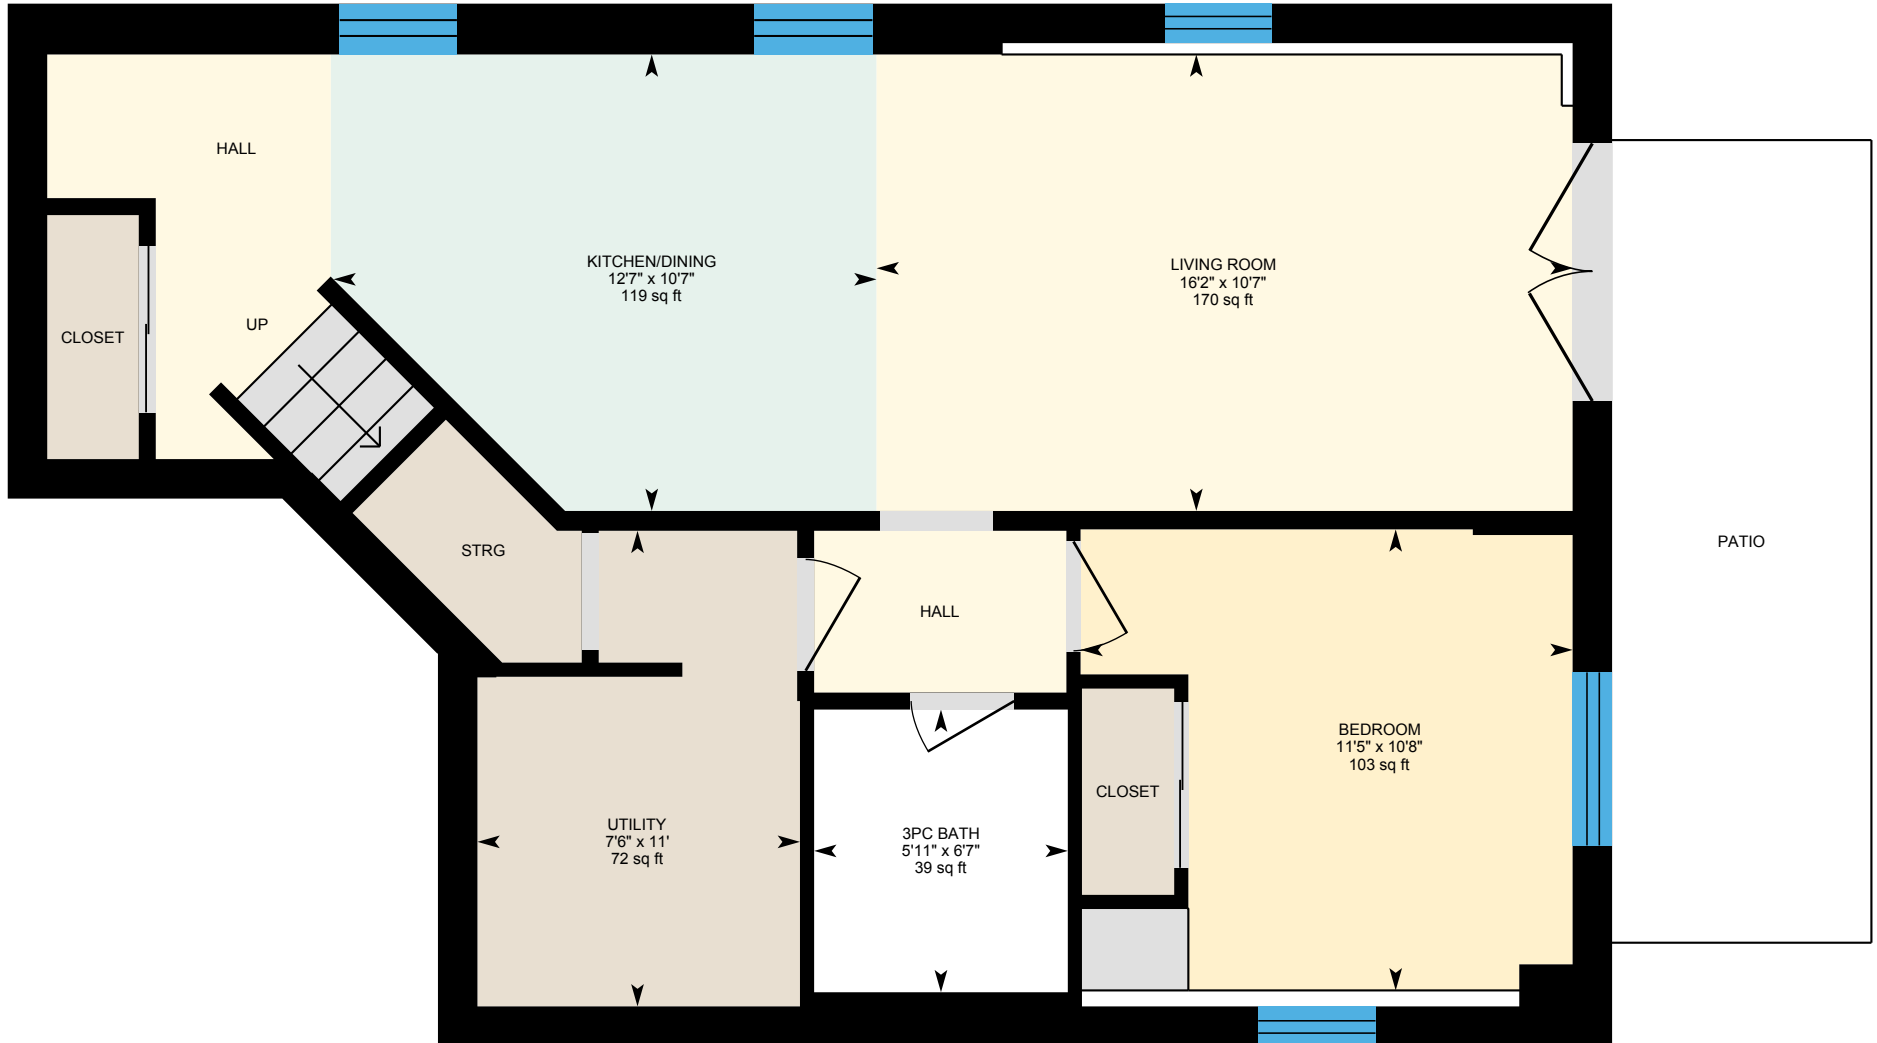 HALL
KITCHEN/DINING
12'7" x 10'7"
119 sq ft
LIVING ROOM
16'2" x 10'7"
170 sq ft
UP
CLOSET
STRG
PATIO
HALL
BEDROOM
11'5" x 10'8"
103 sq ft
CLOSET
UTILITY
7'6" x 11'
72 sq ft
3PC BATH
5'11" x 6'7"
39 sq ft